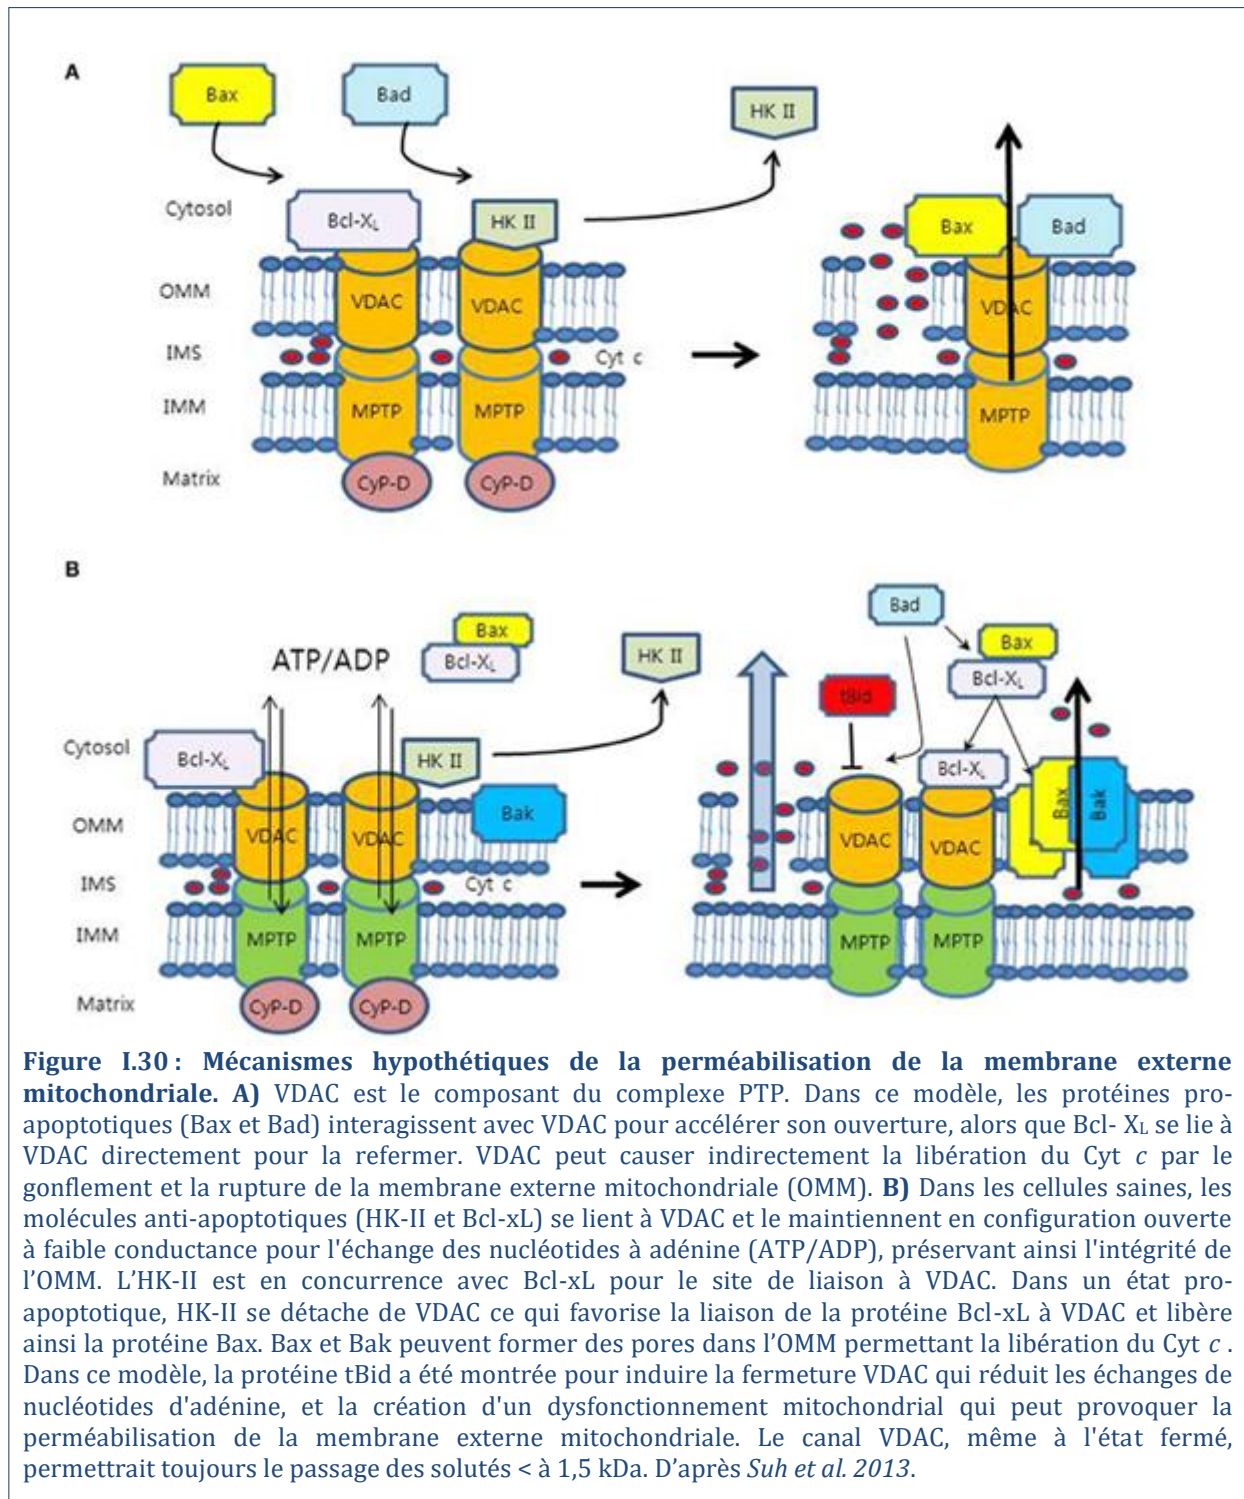 A
Bax
Bad
HK II
Cytosol
Bcl-XL
HK II
Bax
Bad
OMM
VDAC
VDAC
VDAC
IMS
Cyt c
IMM
MPTP
MPTP
MPTP
Matrix
CyP-D
CyP-D
B
Bad
Bax
Bax
ATP/ADP
Bcl-XL
HK II
Bcl-XL
tBid
Cytosol
Bcl-XL
HK II
Bcl-XL
Bak
Bax
Bak
OMM
VDAC
VDAC
VDAC
VDAC
IMS
Cyt c
IMM
MPTP
MPTP
MPTP
MPTP
Matrix
CyP-D
CyP-D
Figure I.30 : Mécanismes hypothétiques de la perméabilisation de la membrane externe
mitochondriale. A) VDAC est le composant du complexe PTP. Dans ce modèle, les protéines pro-
apoptotiques (Bax et Bad) interagissent avec VDAC pour accélérer son ouverture, alors que Bcl- XL se lie à
VDAC directement pour la refermer. VDAC peut causer indirectement la libération du Cyt c par le
gonflement et la rupture de la membrane externe mitochondriale (OMM). B) Dans les cellules saines, les
molécules anti-apoptotiques (HK-II et Bcl-xL) se lient à VDAC et le maintiennent en configuration ouverte
à faible conductance pour l'échange des nucléotides à adénine (ATP/ADP), préservant ainsi l'intégrité de
l’OMM. L’HK-II est en concurrence avec Bcl-xL pour le site de liaison à VDAC. Dans un état pro-
apoptotique, HK-II se détache de VDAC ce qui favorise la liaison de la protéine Bcl-xL à VDAC et libère
ainsi la protéine Bax. Bax et Bak peuvent former des pores dans l’OMM permettant la libération du Cyt c .
Dans ce modèle, la protéine tBid a été montrée pour induire la fermeture VDAC qui réduit les échanges de
nucléotides d'adénine, et la création d'un dysfonctionnement mitochondrial qui peut provoquer la
perméabilisation de la membrane externe mitochondriale. Le canal VDAC, même à l'état fermé,
permettrait toujours le passage des solutés < à 1,5 kDa. D’après Suh et al. 2013.